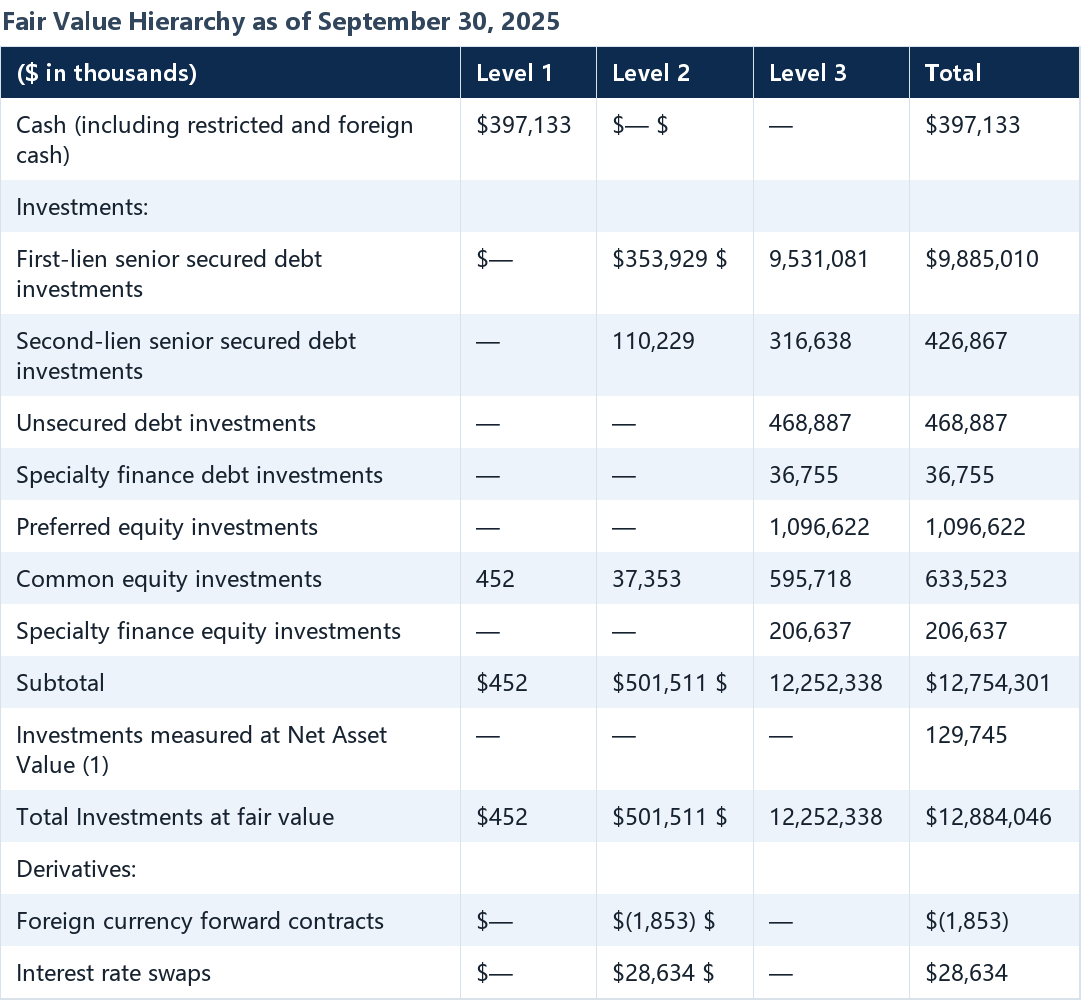 Fair Value Hierarchy as of September 30, 2025
($ in thousands) Level 1 Level 2 Level 3 Total
Cash (including restricted and foreign $397,133 $— $ — $397,133
cash)
Investments:
First-lien senior secured debt $— $353,929 $ 9,531,081 $9,885,010
investments
Second-lien senior secured debt — 110,229 316,638 426,867
investments
Unsecured debt investments — — 468,887 468,887
Specialty finance debt investments — — 36,755 36,755
Preferred equity investments — — 1,096,622 1,096,622
Common equity investments 452 37,353 595,718 633,523
Specialty finance equity investments — — 206,637 206,637
Subtotal $452 $501,511 $ 12,252,338 $12,754,301
Investments measured at Net Asset — — — 129,745
Value (1)
Total Investments at fair value $452 $501,511 $ 12,252,338 $12,884,046
Derivatives:
Foreign currency forward contracts $— $(1,853) $ — $(1,853)
Interest rate swaps $— $28,634 $ — $28,634